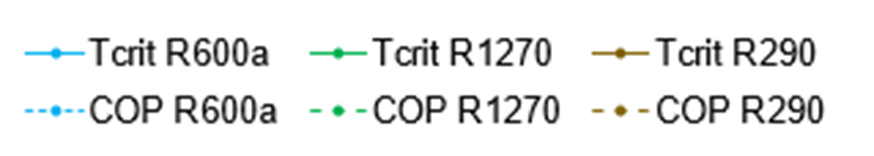 Tcrit R600a Tcrit R1270 Tcrit R290
COP R600a COP R1270 COP R290